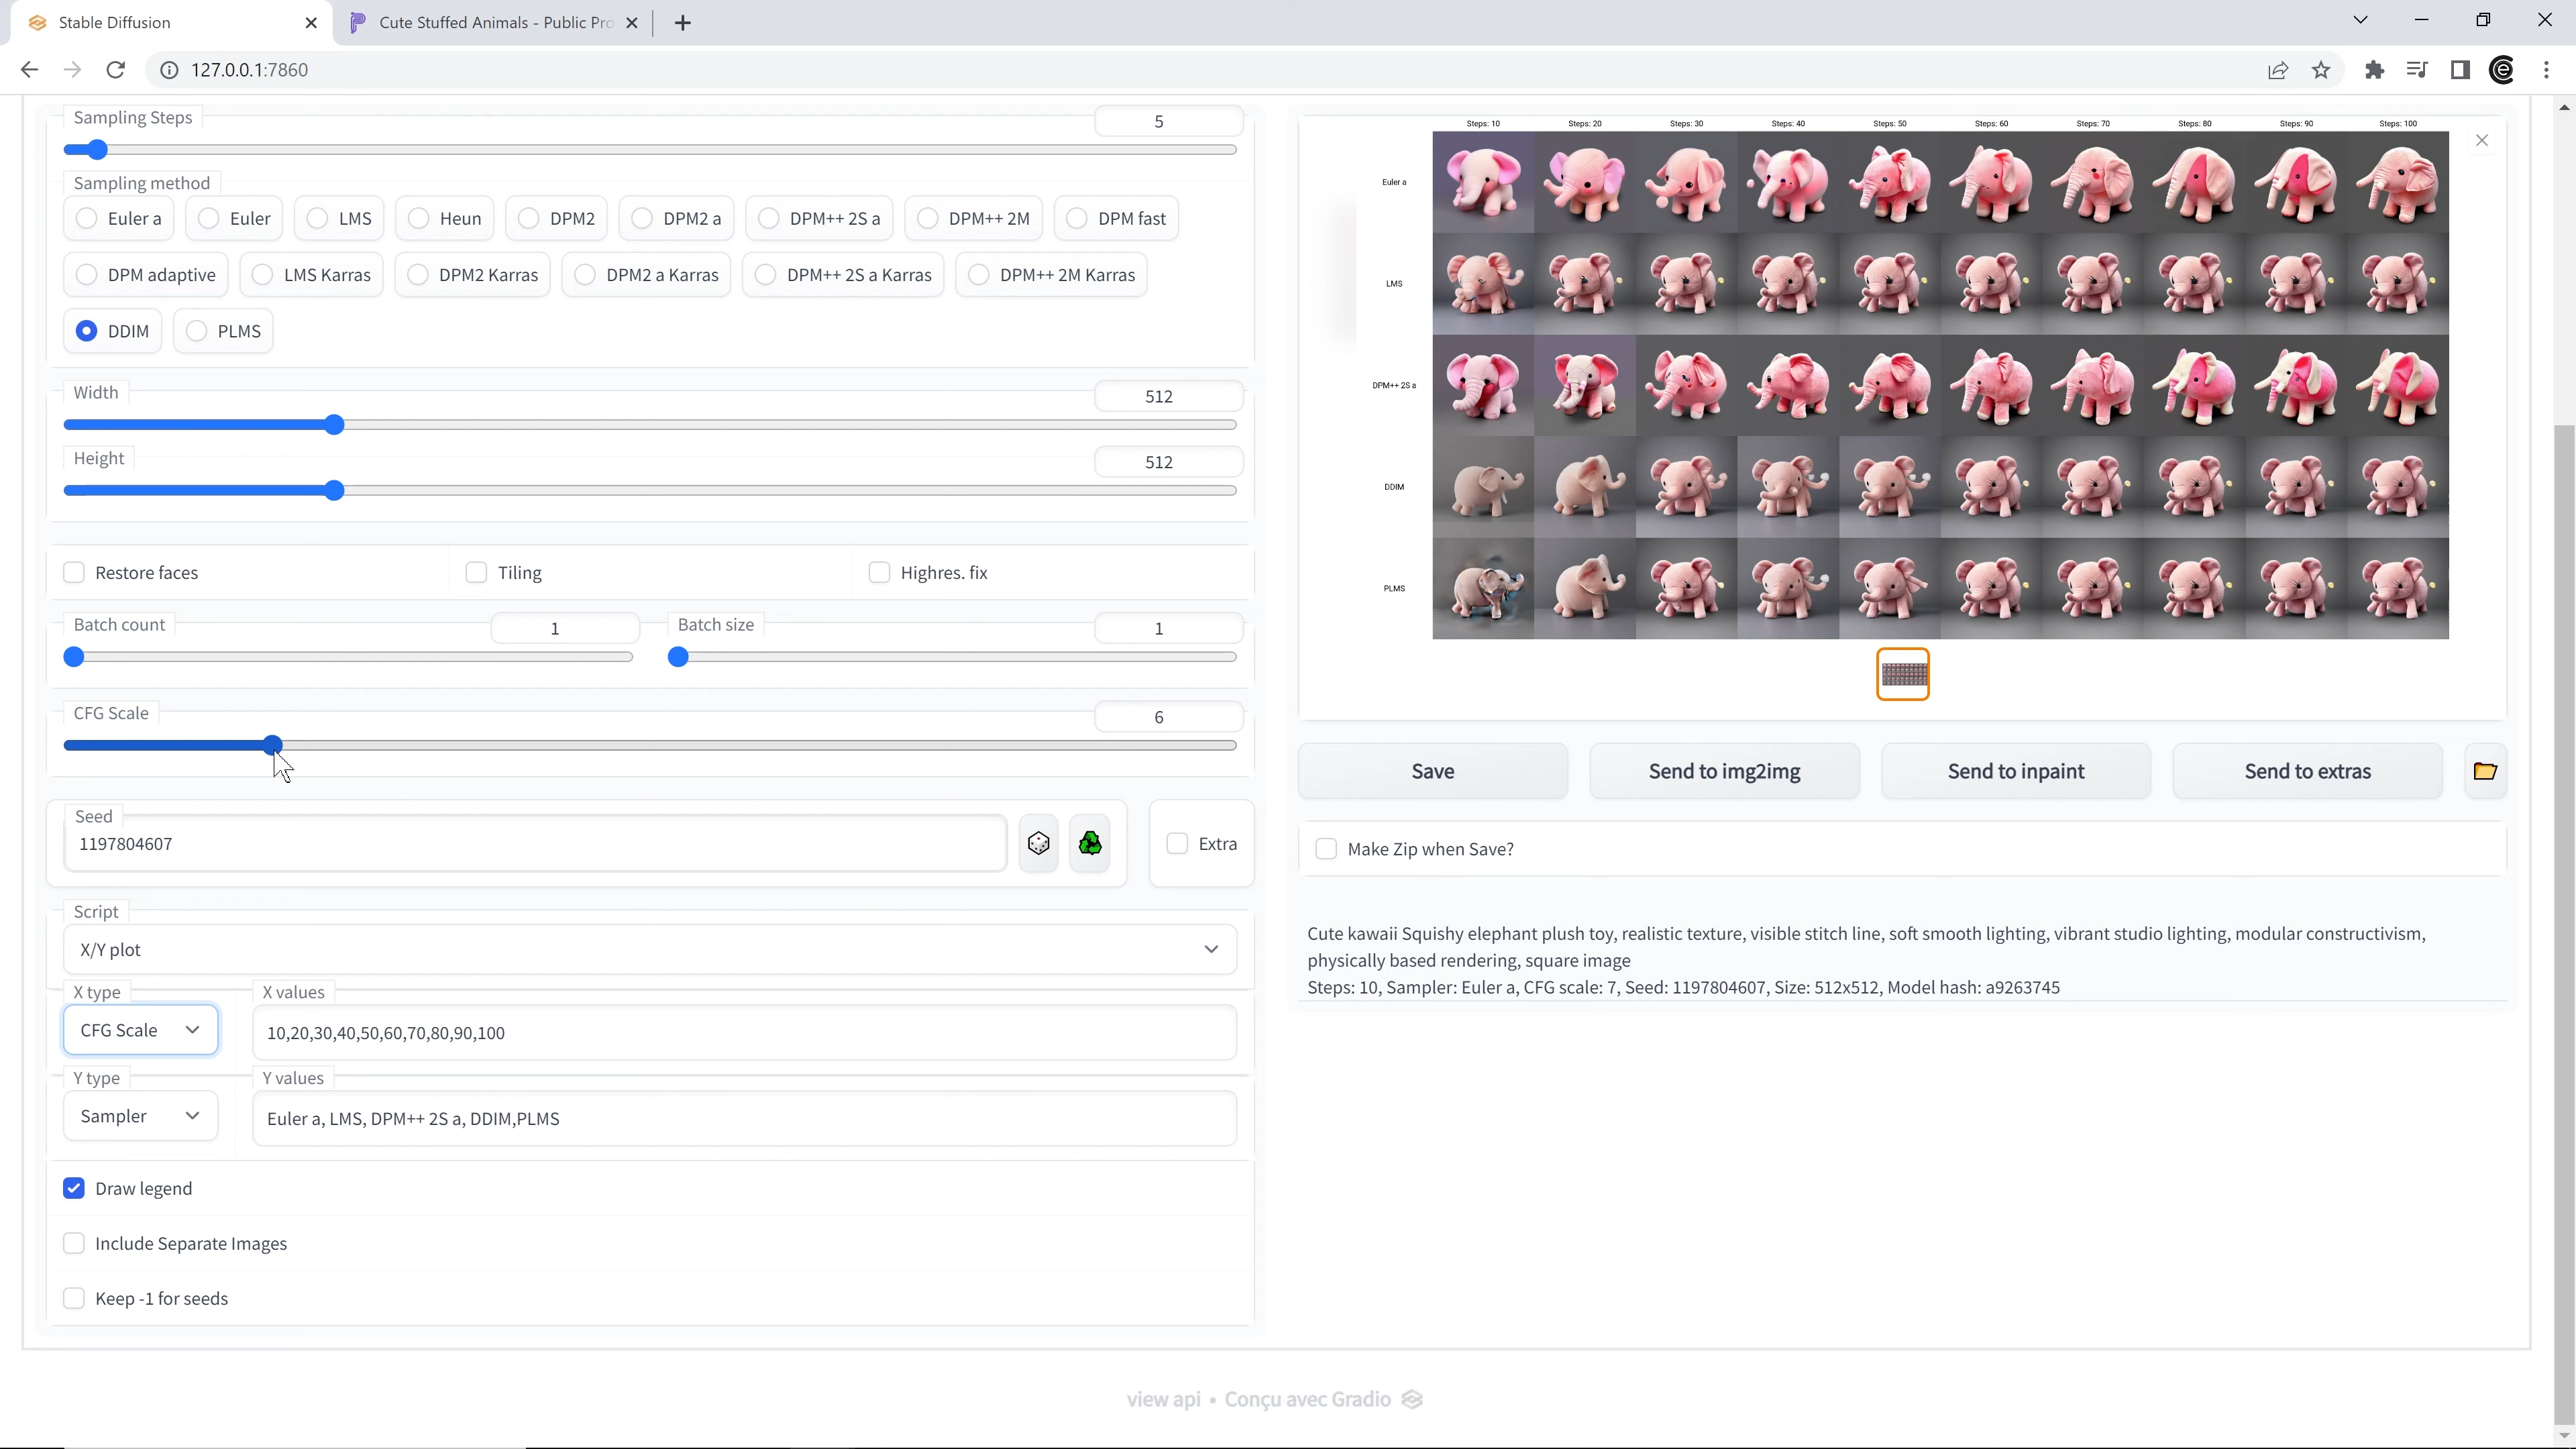 Stable Diffusion
Cute Stuffed Animals - Public Pro
127.0.0.1:7860
Sampling Steps
5
Sampling method
Euler a
Euler
LMS
Heun
DPM2
DPM2 a
DPM++ 2S a
DPM++ 2M
DPM fast
DPM adaptive
LMS Karras
DPM2 Karras
DPM2 a Karras
DPM++ 2S a Karras
DPM++ 2M Karras
DDIM
PLMS
Width
512
Height
512
Restore faces
Tiling
Highres. fix
Batch count
1
Batch size
1
CFG Scale
6
Seed
1197804607
Extra
Script
X/Y plot
X type
X values
CFG Scale
10,20,30,40,50,60,70,80,90,100
Y type
Y values
Sampler
Euler a, LMS, DPM++ 2S a, DDIM,PLMS
Draw legend
Include Separate Images
Keep -1 for seeds
Steps: 10
Steps: 20
Steps: 30
Steps: 40
Steps: 50
Steps: 60
Steps: 70
Steps: 80
Steps: 90
Steps: 100
Euler a
LMS
DPM++ 2S a
DDIM
PLMS
Save
Send to img2img
Send to inpaint
Send to extras
Make Zip when Save?
Cute kawaii Squishy elephant plush toy, realistic texture, visible stitch line, soft smooth lighting, vibrant studio lighting, modular constructivism,
physically based rendering, square image
Steps: 10, Sampler: Euler a, CFG scale: 7, Seed: 1197804607, Size: 512x512, Model hash: a9263745
view api • Conçu avec Gradio